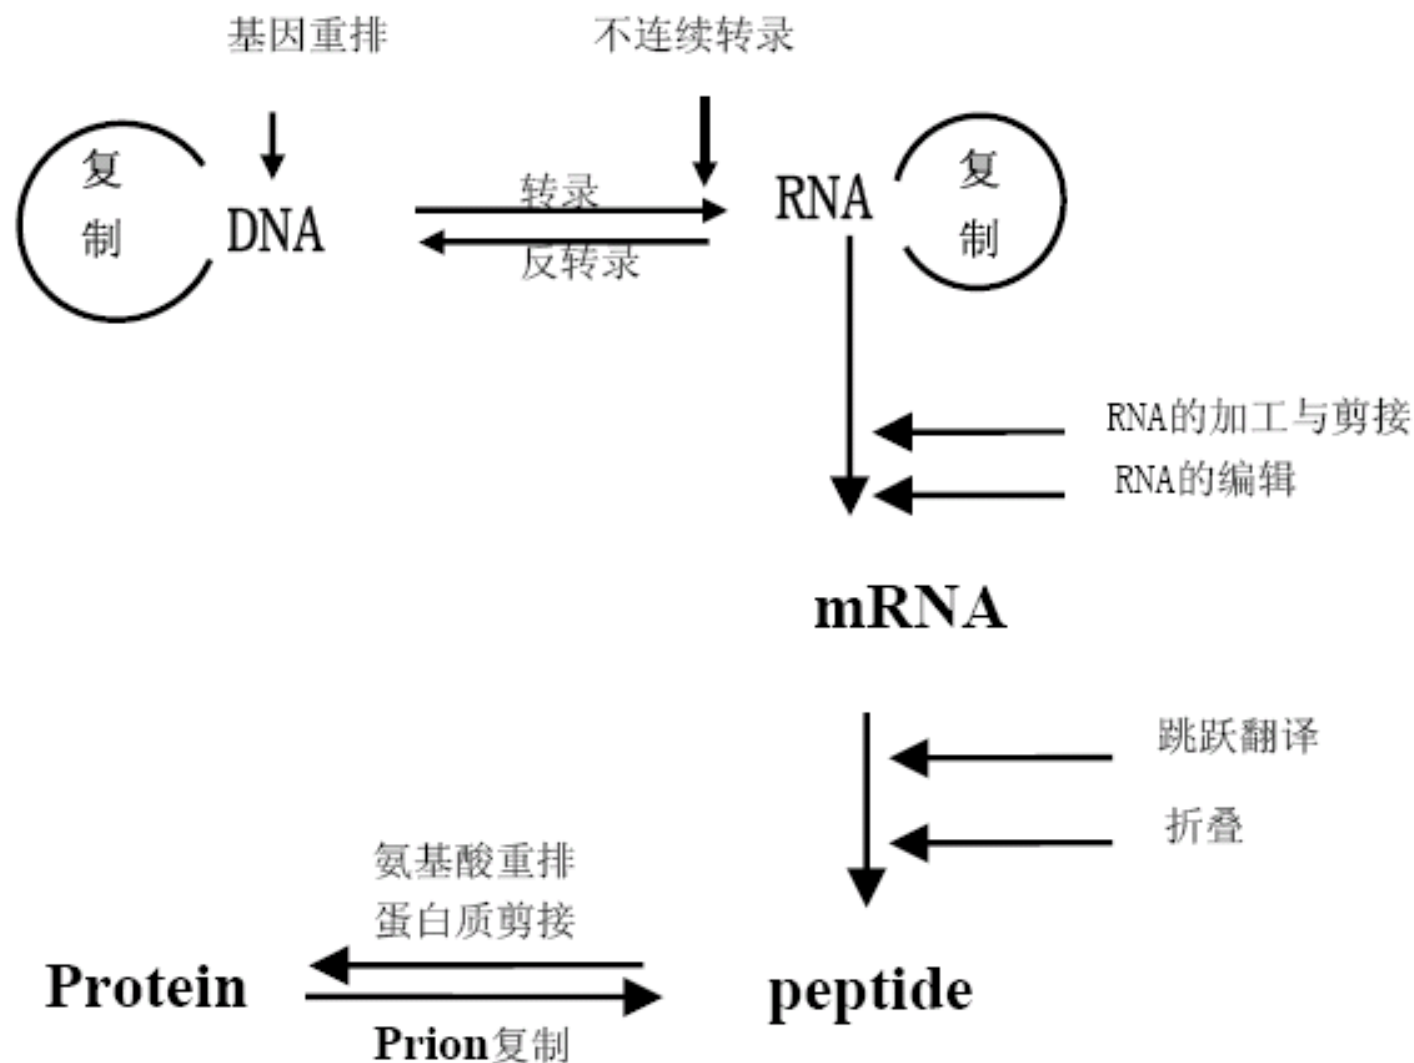 基因重排
不连续转录
复
制
DNA
转录
反转录
RNA
复
制
RNA的加工与剪接
RNA的编辑
mRNA
跳跃翻译
折叠
氨基酸重排
蛋白质剪接
Protein
peptide
Prion复制